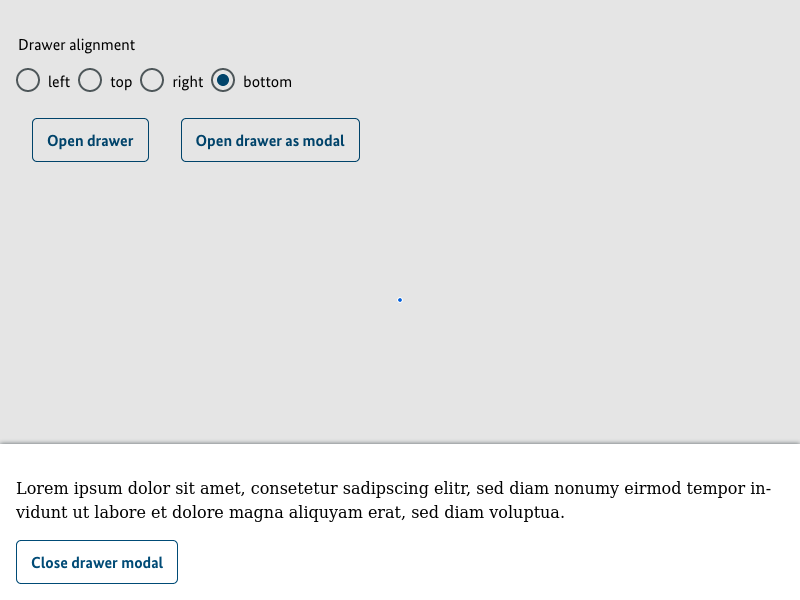 Drawer alignment
left top right bottom
Open drawer Open drawer as modal
Lorem ipsum dolor sit amet, consetetur sadipscing elitr, sed diam nonumy eirmod tempor in-
vidunt ut labore et dolore magna aliquyam erat, sed diam voluptua.
Close drawer modal